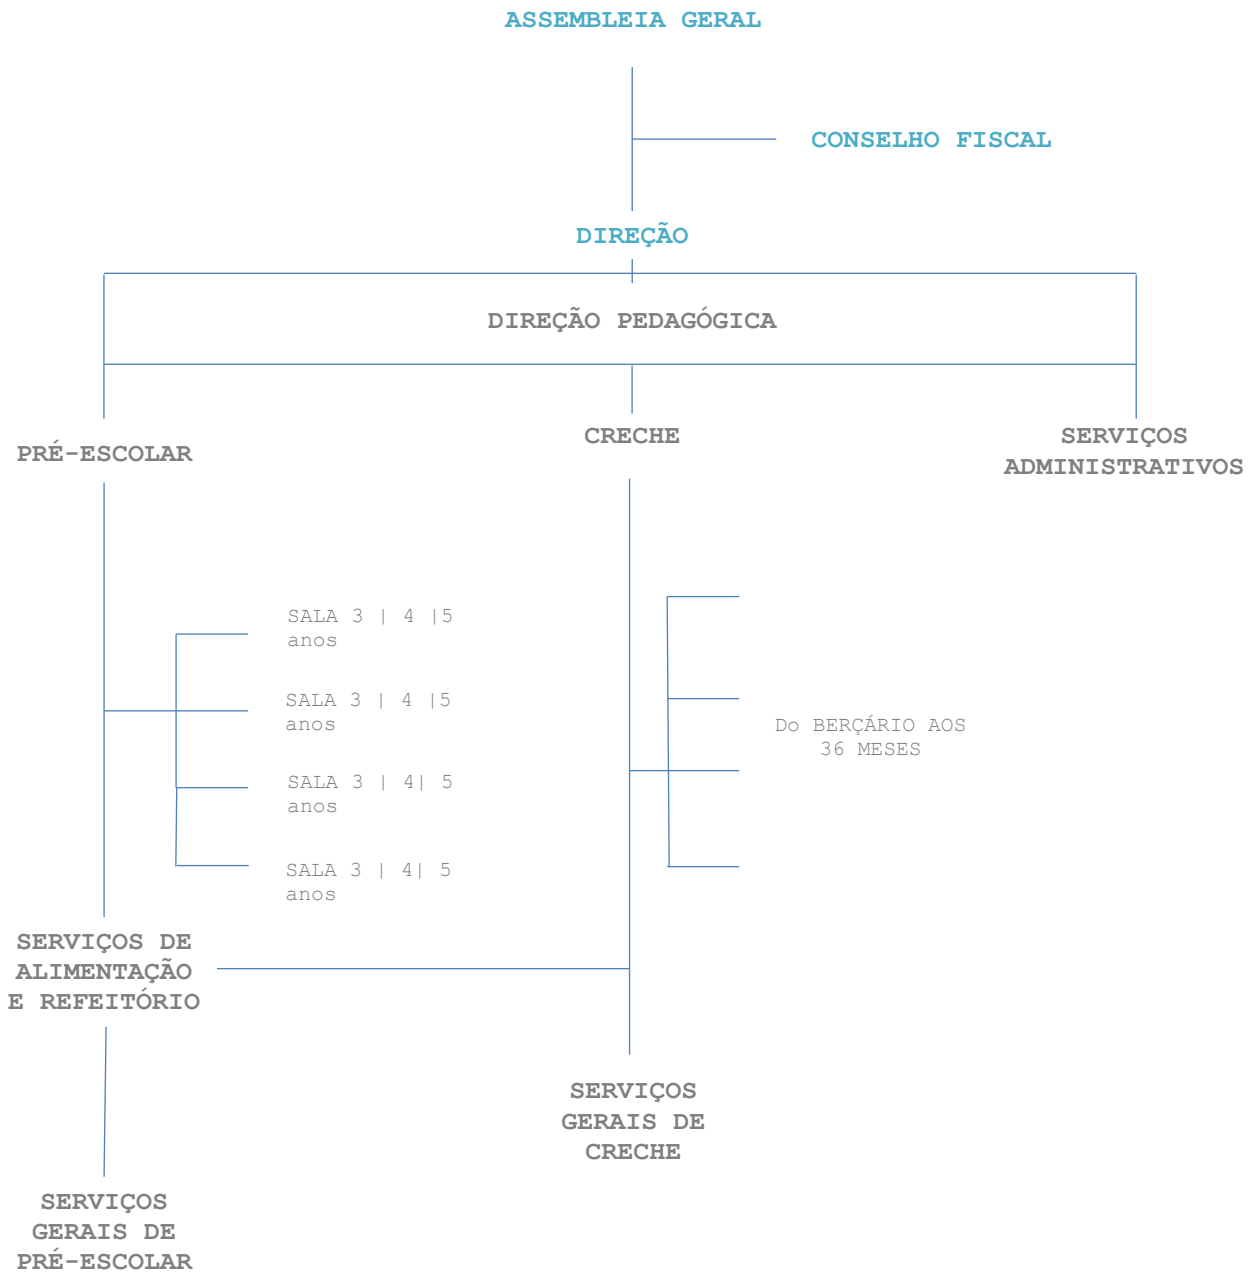 ASSEMBLEIA GERAL
CONSELHO FISCAL
DIREÇÃO
DIREÇÃO PEDAGÓGICA
PRÉ-ESCOLAR
CRECHE
SERVIÇOS
ADMINISTRATIVOS
SALA 3 | 4 |5
anos
SALA 3 | 4 |5
anos
SALA 3 | 4| 5
anos
SALA 3 | 4| 5
anos
Do BERÇÁRIO AOS
36 MESES
SERVIÇOS DE
ALIMENTAÇÃO
E REFEITÓRIO
SERVIÇOS
GERAIS DE
CRECHE
SERVIÇOS
GERAIS DE
PRÉ-ESCOLAR